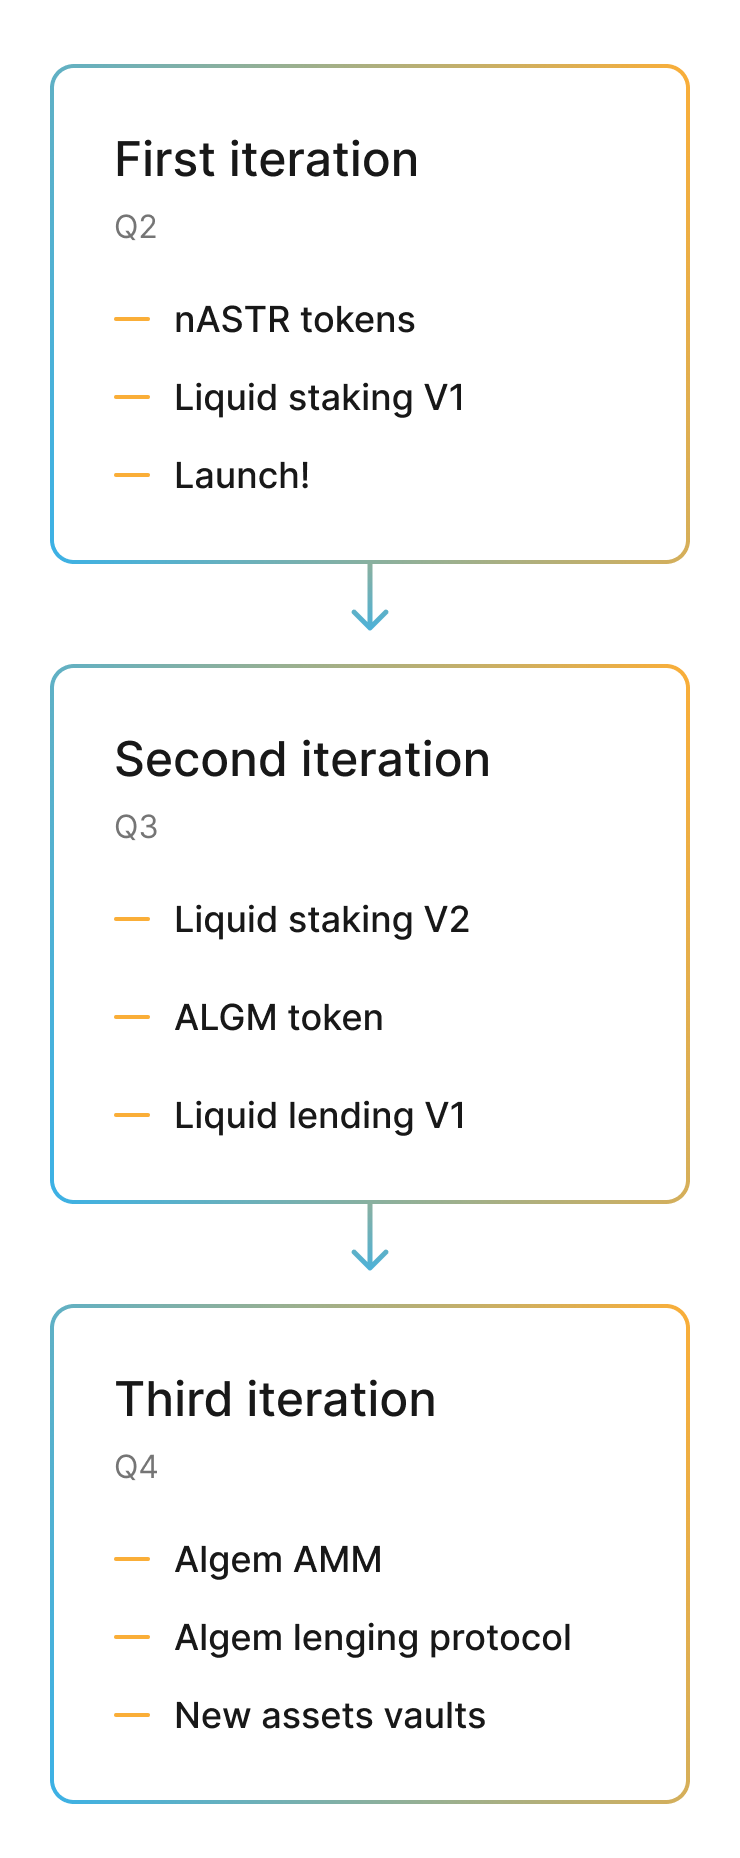 First iteration
Q2
nASTR tokens
Liquid staking V1
Launch!
Second iteration
Q3
Liquid staking V2
ALGM token
Liquid lending V1
Third iteration
Q4
Algem AMM
Algem lenging protocol
New assets vaults